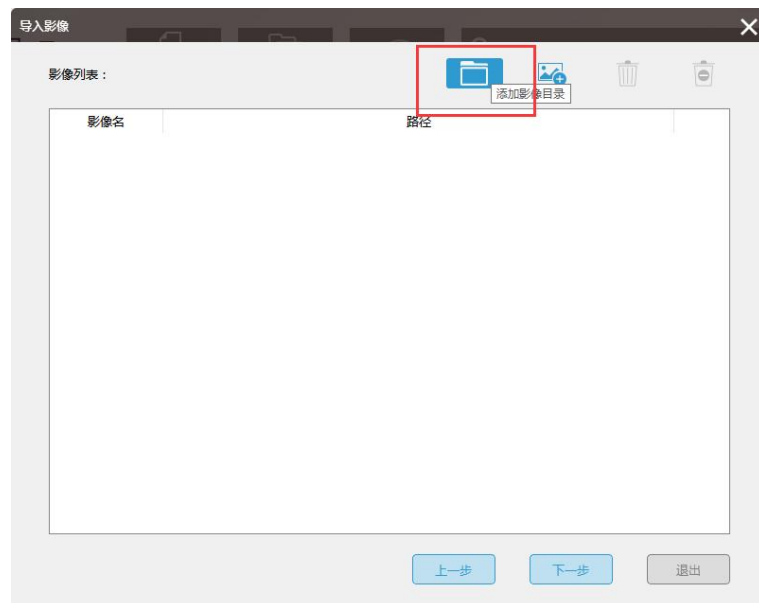 导入影像
影像列表：
添加影像目录
影像名 路径
上一步 下一步 退出